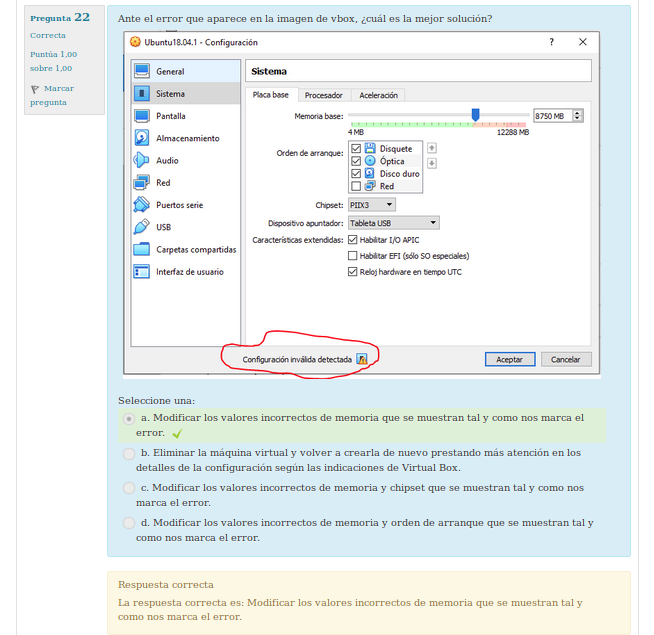 Pregunta 22
Correcta
Puntúa 1,00
sobre 1,00
Marcar
pregunta
Ante el error que aparece en la imagen de vbox, ¿cuál es la mejor solución?
Ubuntu18.04.1 - Configuración
? ×
General
Sistema
Pantalla
Almacenamiento
Audio
Red
Puertos serie
USB
Carpetas compartidas
Interfaz de usuario
Sistema
Placa base Procesador Aceleración
Memoria base: 8750 MB
4 MB 12288 MB
Orden de arranque: Disquete
Óptica
Disco duro
Red
Chipset: PIIX3
Dispositivo apuntador: Tableta USB
Características extendidas: Habilitar I/O APIC
Habilitar EFI (sólo SO especiales)
Reloj hardware en tiempo UTC
Configuración inválida detectada
Aceptar Cancelar
Seleccione una:
a. Modificar los valores incorrectos de memoria que se muestran tal y como nos marca el
error.
b. Eliminar la máquina virtual y volver a crearla de nuevo prestando más atención en los
detalles de la configuración según las indicaciones de Virtual Box.
c. Modificar los valores incorrectos de memoria y chipset que se muestran tal y como nos
marca el error.
d. Modificar los valores incorrectos de memoria y orden de arranque que se muestran tal y
como nos marca el error.
Respuesta correcta
La respuesta correcta es: Modificar los valores incorrectos de memoria que se muestran tal y
como nos marca el error.